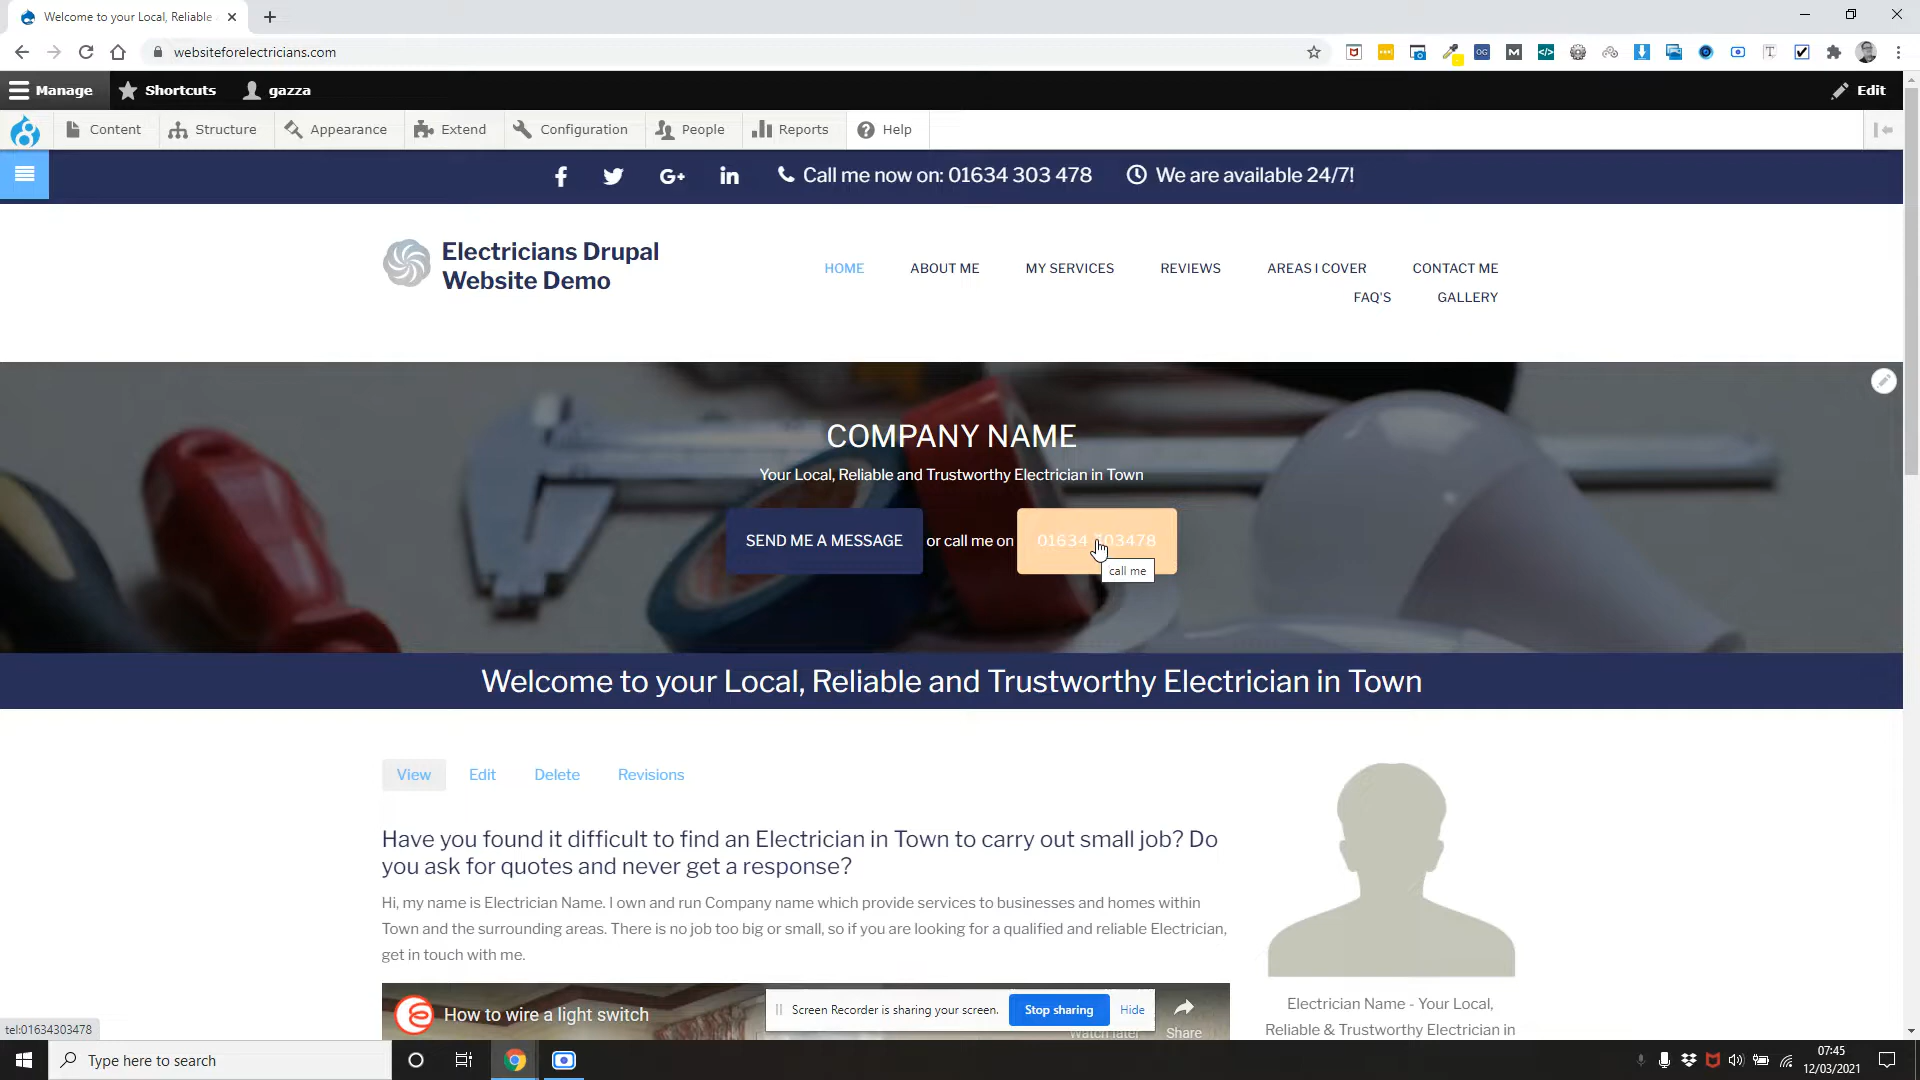 Welcome to your Local, Reliable
websiteforelectricians.com
OG
M
T
Manage
Shortcuts
gazza
Edit
Content
Structure
Appearance
Extend
Configuration
People
Reports
Help
Call me now on: 01634 303 478
We are available 24/7!
Electricians Drupal
Website Demo
HOME
ABOUT ME
MY SERVICES
REVIEWS
AREAS I COVER
CONTACT ME
FAQ'S
GALLERY
COMPANY NAME
Your Local, Reliable and Trustworthy Electrician in Town
SEND ME A MESSAGE
or call me on
01634 303478
call me
Welcome to your Local, Reliable and Trustworthy Electrician in Town
View
Edit
Delete
Revisions
Have you found it difficult to find an Electrician in Town to carry out small job? Do
you ask for quotes and never get a response?
Hi, my name is Electrician Name. I own and run Company name which provide services to businesses and homes within
Town and the surrounding areas. There is no job too big or small, so if you are looking for a qualified and reliable Electrician,
get in touch with me.
How to wire a light switch
Screen Recorder is sharing your screen.
Stop sharing
Hide
Watch later
Share
Electrician Name - Your Local,
Reliable & Trustworthy Electrician in
tel:01634303478
Type here to search
07:45
12/03/2021